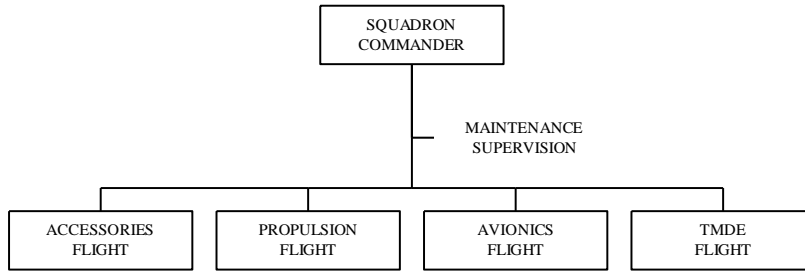 SQUADRON
COMMANDER
MAINTENANCE
SUPERVISION
ACCESSORIES
FLIGHT
PROPULSION
FLIGHT
AVIONICS
FLIGHT
TMDE
FLIGHT